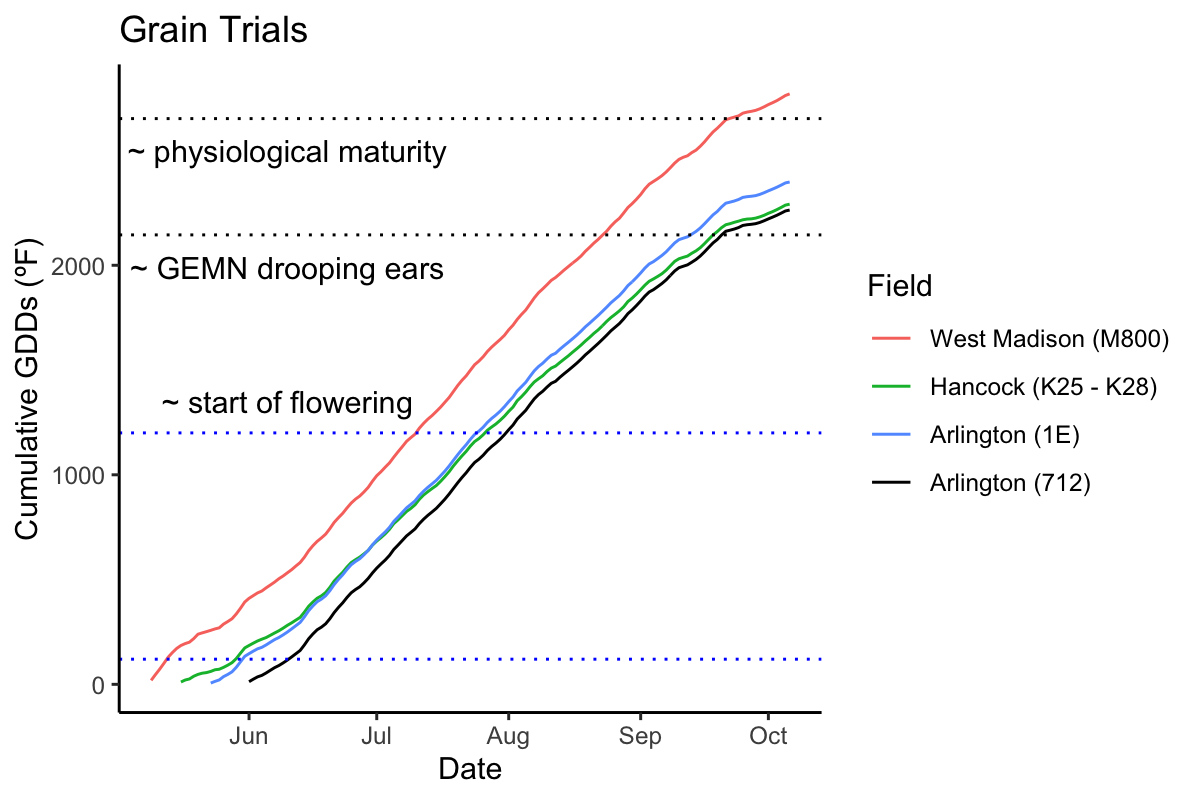 Grain Trials
~ physiological maturity
~ GEMN drooping ears
~ start of flowering
Cumulative GDDs (ºF)
2000
1000
0
Jun Jul Aug Sep Oct
Date
Field
West Madison (M800)
Hancock (K25 - K28)
Arlington (1E)
Arlington (712)